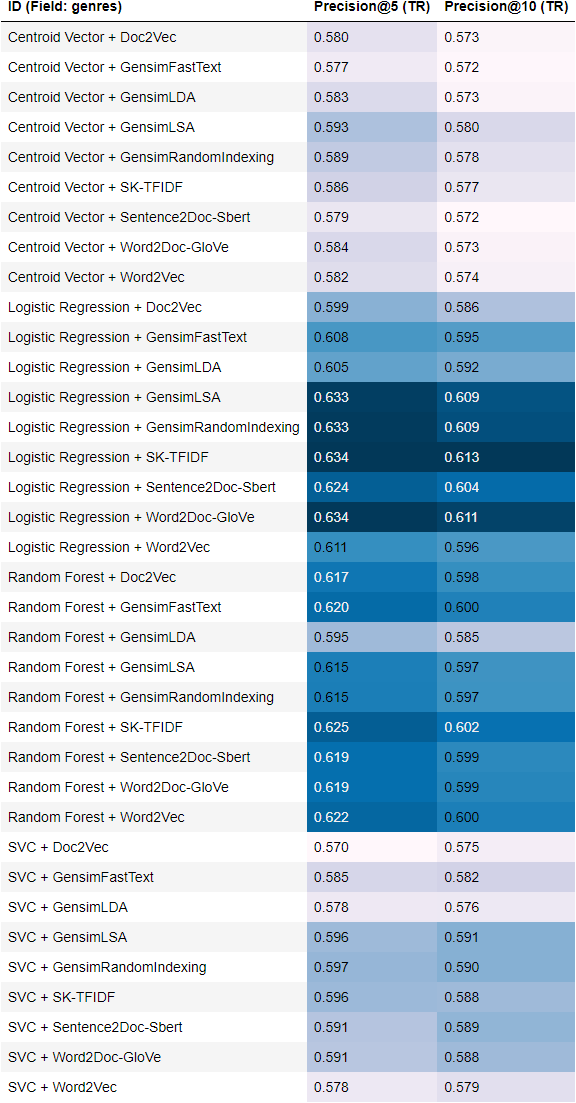 ID (Field: genres) Precision@5 (TR) Precision@10 (TR)
Centroid Vector + Doc2Vec 0.580 0.573
Centroid Vector + GensimFastText 0.577 0.572
Centroid Vector + GensimLDA 0.583 0.573
Centroid Vector + GensimLSA 0.593 0.580
Centroid Vector + GensimRandomIndexing 0.589 0.578
Centroid Vector + SK-TFIDF 0.586 0.577
Centroid Vector + Sentence2Doc-Sbert 0.579 0.572
Centroid Vector + Word2Doc-GloVe 0.584 0.573
Centroid Vector + Word2Vec 0.582 0.574
Logistic Regression + Doc2Vec 0.599 0.586
Logistic Regression + GensimFastText 0.608 0.595
Logistic Regression + GensimLDA 0.605 0.592
Logistic Regression + GensimLSA 0.633 0.609
Logistic Regression + GensimRandomIndexing 0.633 0.609
Logistic Regression + SK-TFIDF 0.634 0.613
Logistic Regression + Sentence2Doc-Sbert 0.624 0.604
Logistic Regression + Word2Doc-GloVe 0.634 0.611
Logistic Regression + Word2Vec 0.611 0.596
Random Forest + Doc2Vec 0.617 0.598
Random Forest + GensimFastText 0.620 0.600
Random Forest + GensimLDA 0.595 0.585
Random Forest + GensimLSA 0.615 0.597
Random Forest + GensimRandomIndexing 0.615 0.597
Random Forest + SK-TFIDF 0.625 0.602
Random Forest + Sentence2Doc-Sbert 0.619 0.599
Random Forest + Word2Doc-GloVe 0.619 0.599
Random Forest + Word2Vec 0.622 0.600
SVC + Doc2Vec 0.570 0.575
SVC + GensimFastText 0.585 0.582
SVC + GensimLDA 0.578 0.576
SVC + GensimLSA 0.596 0.591
SVC + GensimRandomIndexing 0.597 0.590
SVC + SK-TFIDF 0.596 0.588
SVC + Sentence2Doc-Sbert 0.591 0.589
SVC + Word2Doc-GloVe 0.591 0.588
SVC + Word2Vec 0.578 0.579